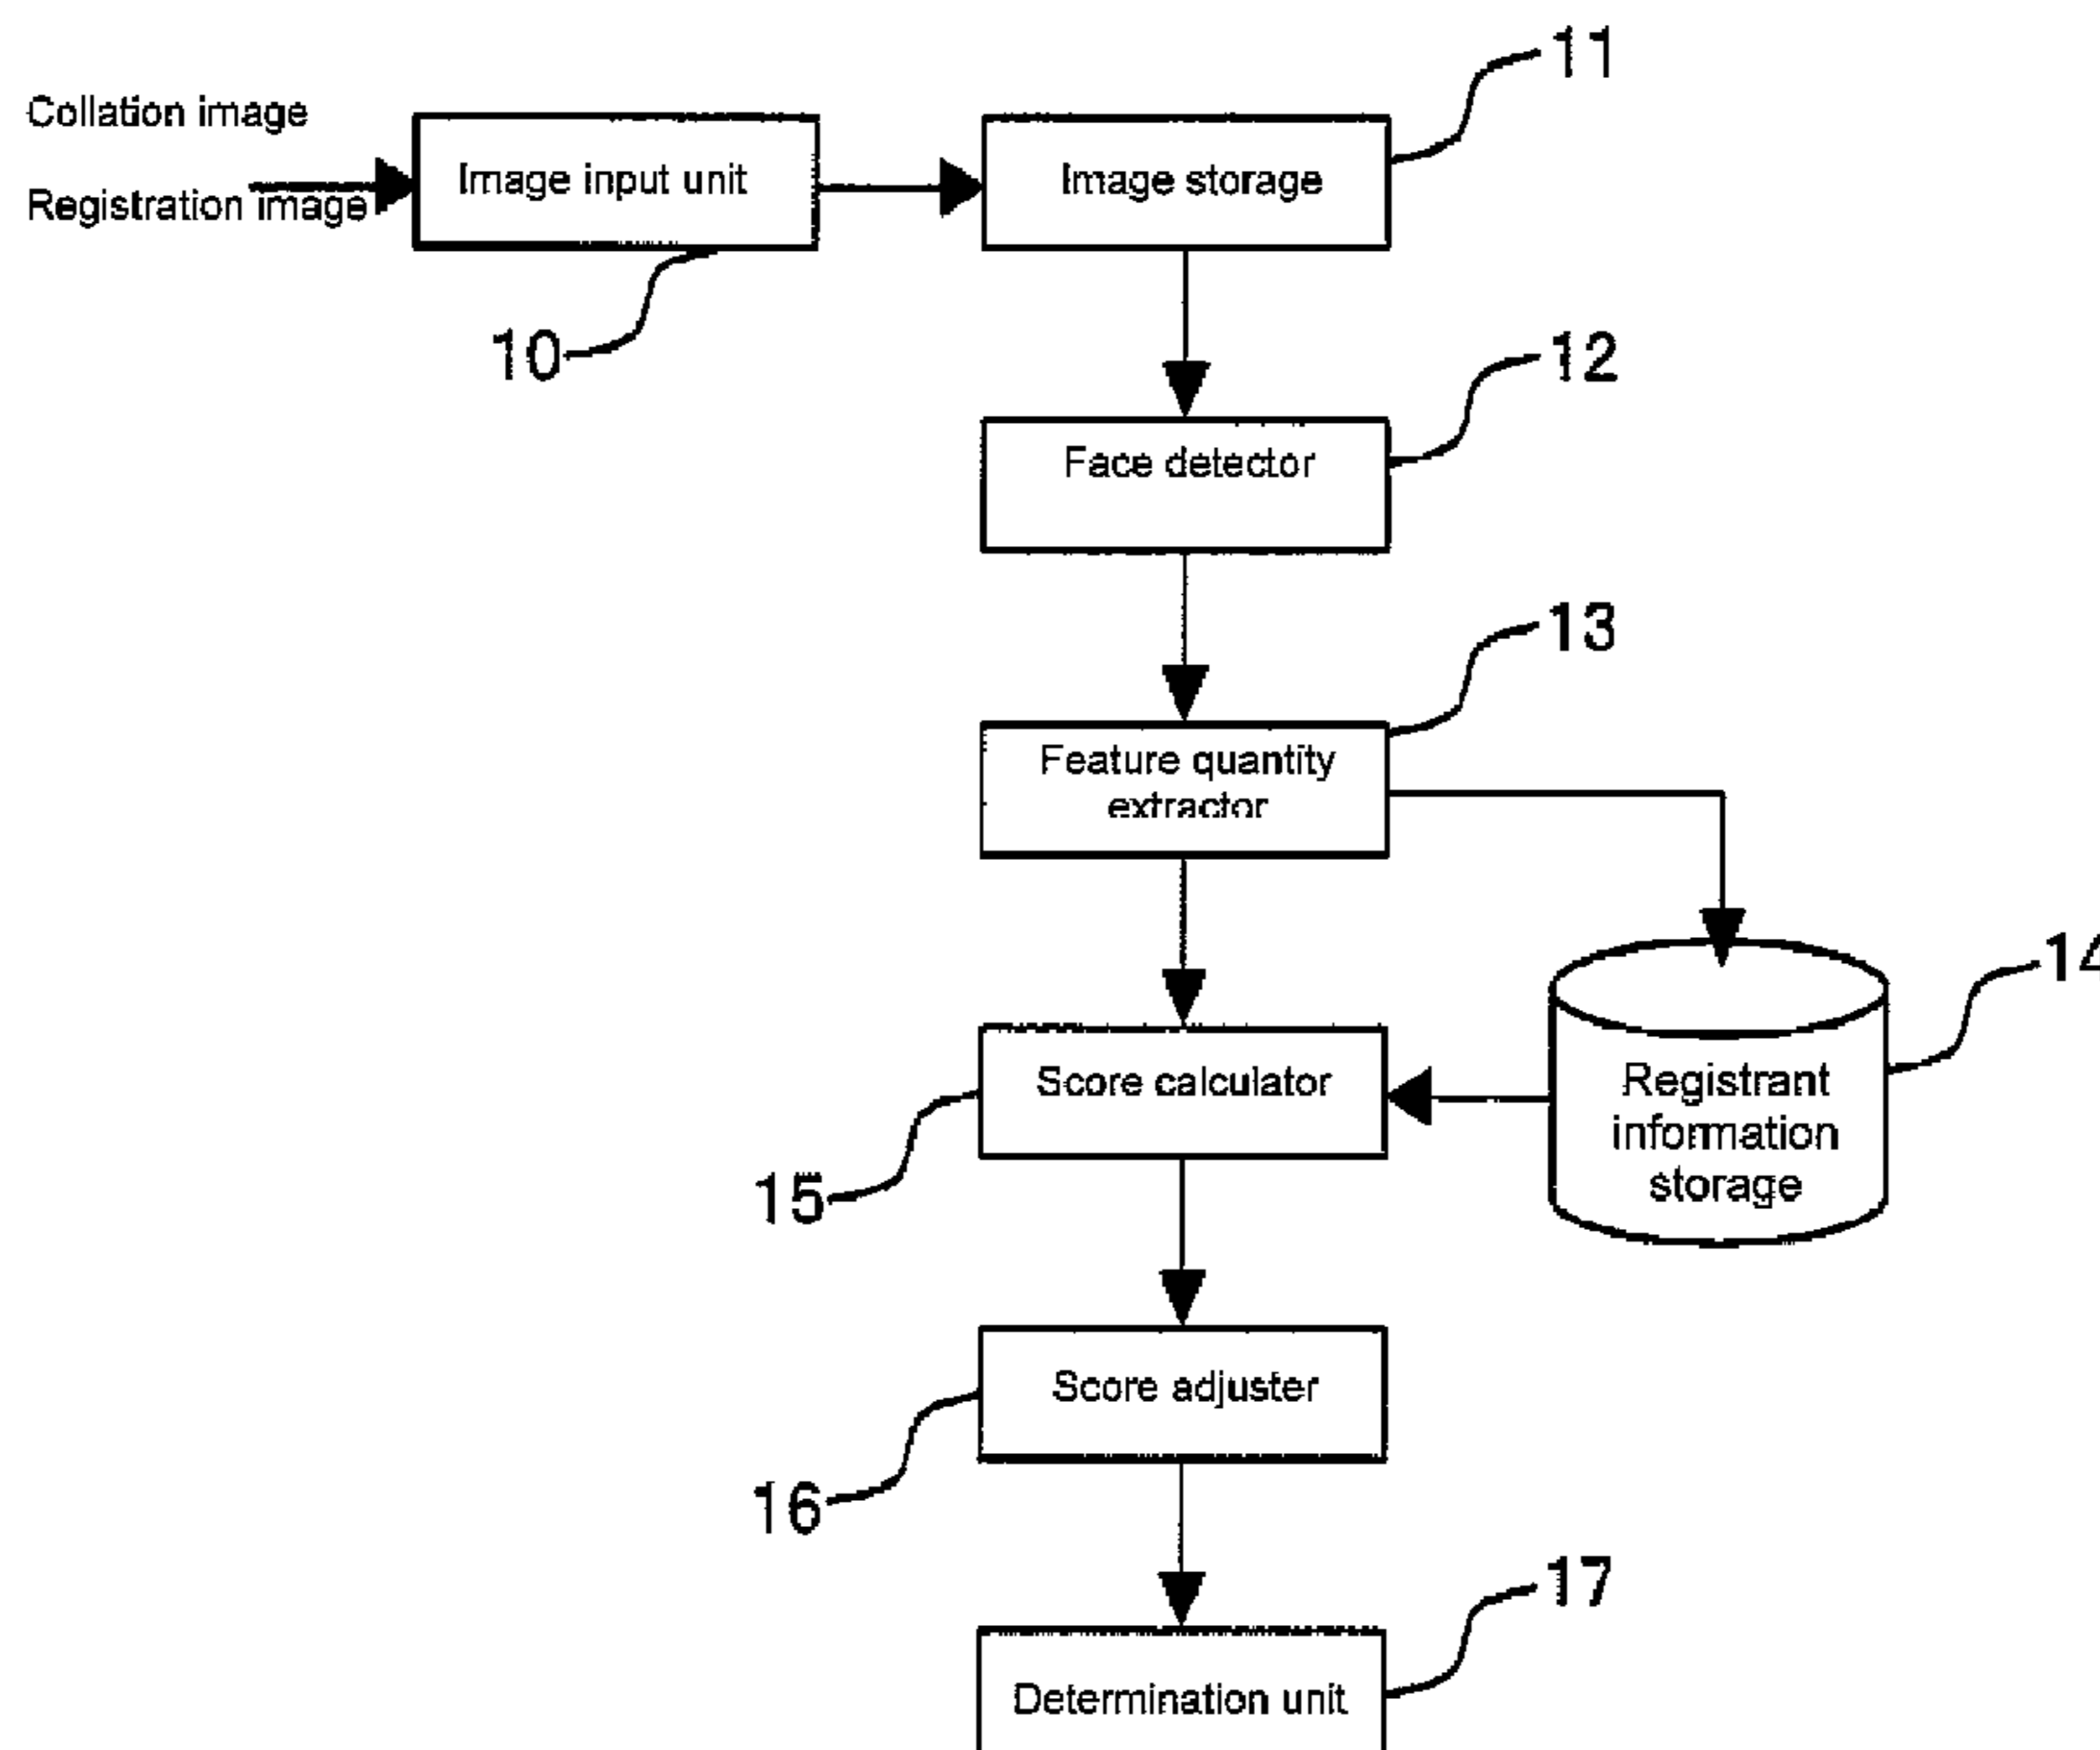 11
Collation image
Image input unit
Image storage
Registration image
10
12
Face detector
13
Feature quantity
extractor
14
Score calculator
Registrant
information
storage
15
Score adjuster
16
17
Determination unit